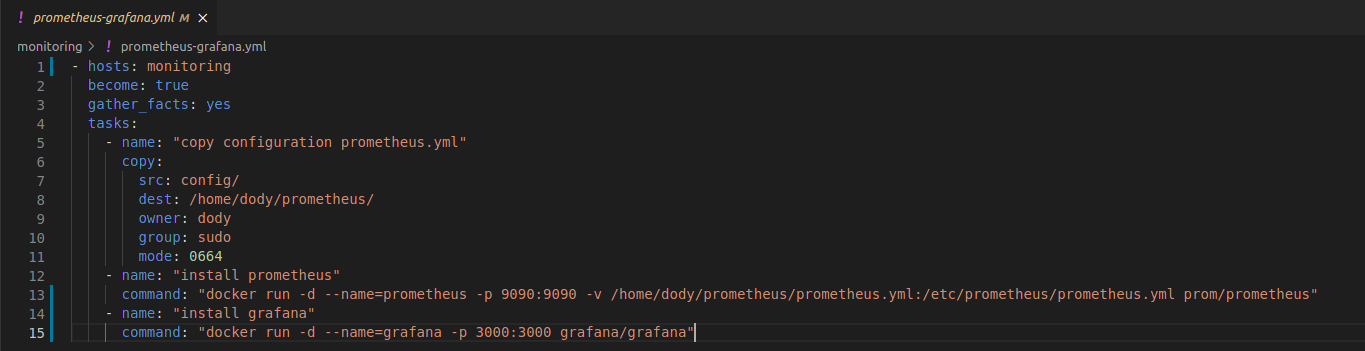 ! prometheus-grafana.yml M ×
monitoring > ! prometheus-grafana.yml
1 - hosts: monitoring
2 become: true
3 gather_facts: yes
4 tasks:
5 - name: "copy configuration prometheus.yml"
6 copy:
7 src: config/
8 dest: /home/dody/prometheus/
9 owner: dody
10 group: sudo
11 mode: 0664
12 - name: "install prometheus"
13 command: "docker run -d --name=prometheus -p 9090:9090 -v /home/dody/prometheus/prometheus.yml:/etc/prometheus/prometheus.yml prom/prometheus"
14 - name: "install grafana"
15 command: "docker run -d --name=grafana -p 3000:3000 grafana/grafana"